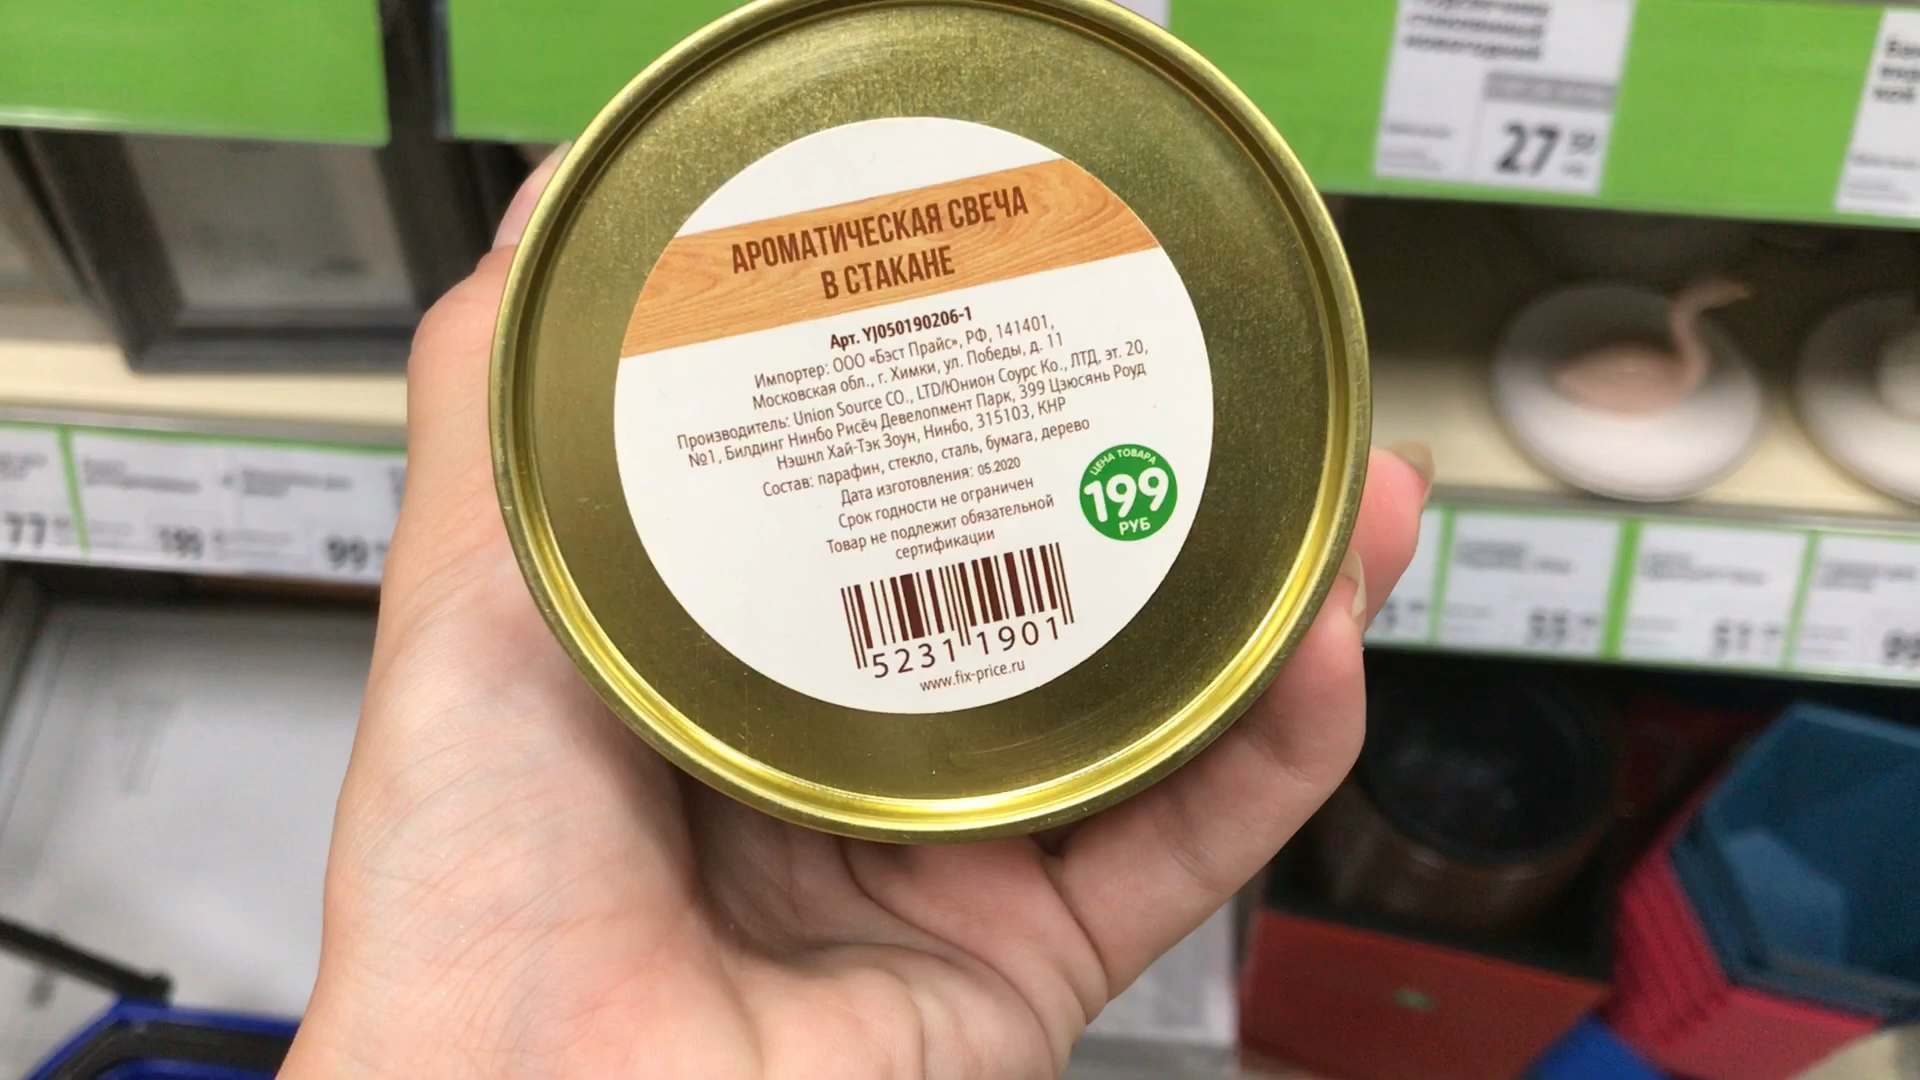 27
АРОМАТИЧЕСКАЯ СВЕЧА
В СТАКАНЕ
Арт. YJ050190206-1
Импортер: ООО «Бэст Прайс», РФ, 141401,
Московская обл., г. Химки, ул. Победы, д. 11
Производитель: Union Source CO., LTD/Юнион Соурс Ко., ЛТД, эт. 20,
№1, Билдинг Нинбо Рисёч Девелопмент Парк, 399 Цзюсянь Роуд
Нэшнл Хай-Тэк Зоун, Нинбо, 315103, КНР
Состав: парафин, стекло, сталь, бумага, дерево
Дата изготовления: 05.2020
Срок годности не ограничен
Товар не подлежит обязательной
сертификации
ЦЕНА ТОВАРА
199
РУБ
5231 1901
www.fix-price.ru
77
199
99